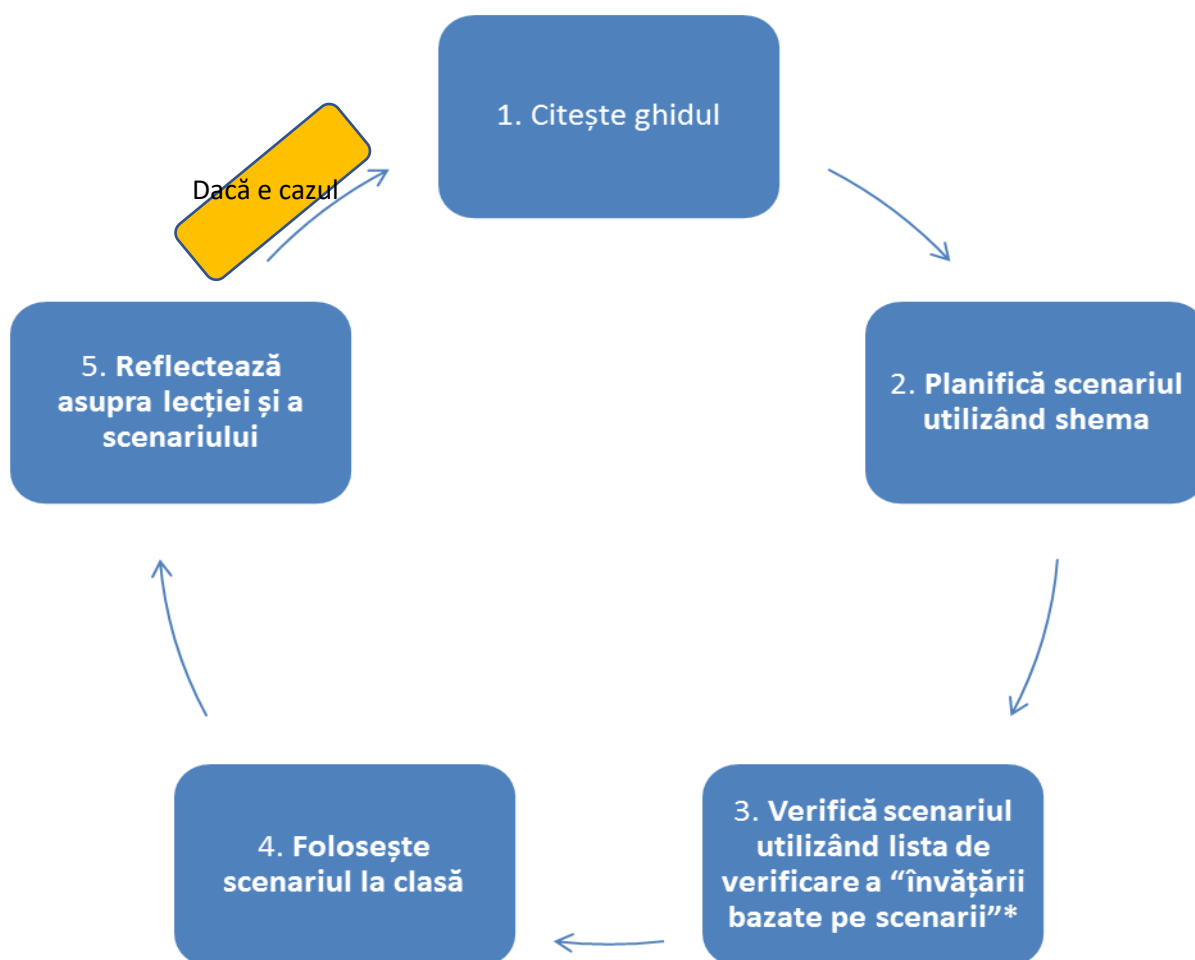 1. Citește ghidul
Dacă e cazul
2. Planifică scenariul
utilizând shema
3. Verifică scenariul
utilizând lista de
verificare a “învățării
bazate pe scenarii”*
4. Folosește
scenariul la clasă
5. Reflectează
asupra lecției și a
scenariului